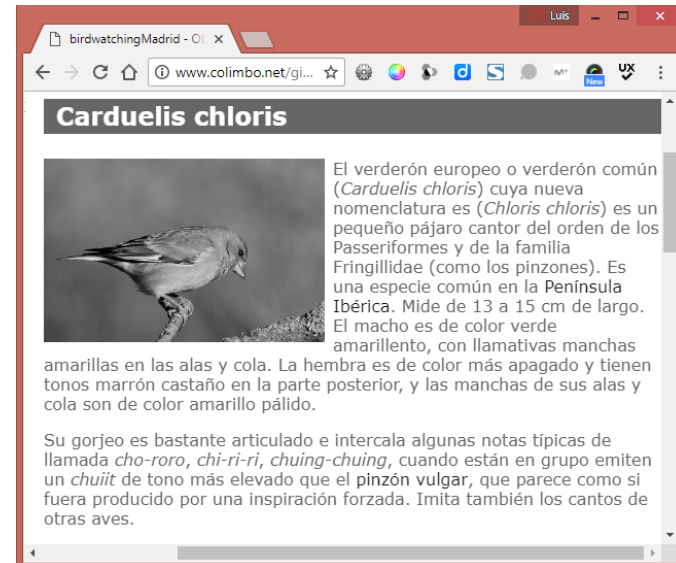 Luis
birdwatchingMadrid - O
www.colimbo.net/gi...
New
UX
Carduelis chloris
El verderón europeo o verderón común
(Carduelis chloris) cuya nueva
nomenclatura es (Chloris chloris) es un
pequeño pájaro cantor del orden de los
Passeriformes y de la familia
Fringillidae (como los pinzones). Es
una especie común en la Península
Ibérica. Mide de 13 a 15 cm de largo.
El macho es de color verde
amarillento, con llamativas manchas
amarillas en las alas y cola. La hembra es de color más apagado y tienen
tonos marrón castaño en la parte posterior, y las manchas de sus alas y
cola son de color amarillo pálido.
Su gorjeo es bastante articulado e intercala algunas notas típicas de
llamada cho-roro, chi-ri-ri, chuing-chuing, cuando están en grupo emiten
un chuiit de tono más elevado que el pinzón vulgar, que parece como si
fuera producido por una inspiración forzada. Imita también los cantos de
otras aves.